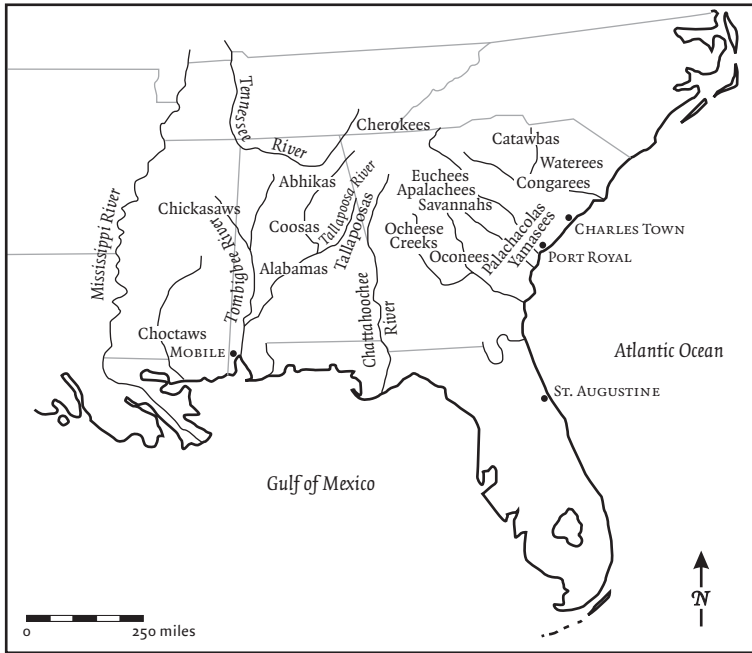 Tennessee
River
Cherokees
Catawbas
Waterees
Congarees
Abhikas
Euchees
Apalachees
Savannahs
Chickasaws
Coosas
Tallapoosa River
Tallapoosas
Ocheese
Creeks
Oconees
Palachacolas
Yamasees
CHARLES TOWN
PORT ROYAL
Mississippi River
Tombigbee River
Alabamas
Chattahoochee
River
Choctaws
MOBILE
Atlantic Ocean
ST. AUGUSTINE
Gulf of Mexico
N
0 250 miles